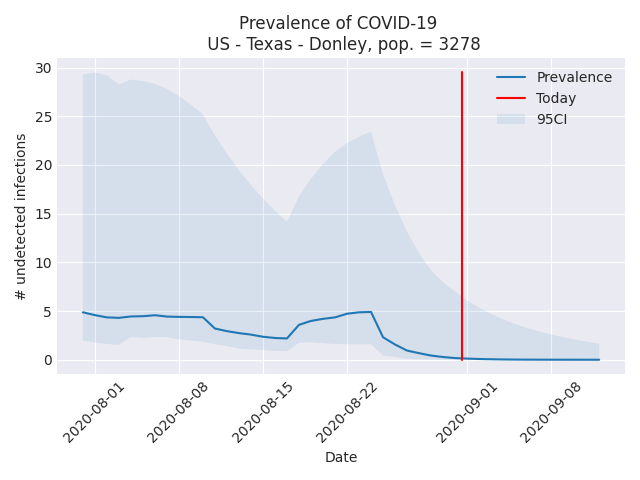 Prevalence of COVID-19
US - Texas - Donley, pop. = 3278
Prevalence
Today
95CI
# undetected infections
30
25
20
15
10
5
0
2020-08-01
2020-08-08
2020-08-15
2020-08-22
2020-09-01
2020-09-08
Date